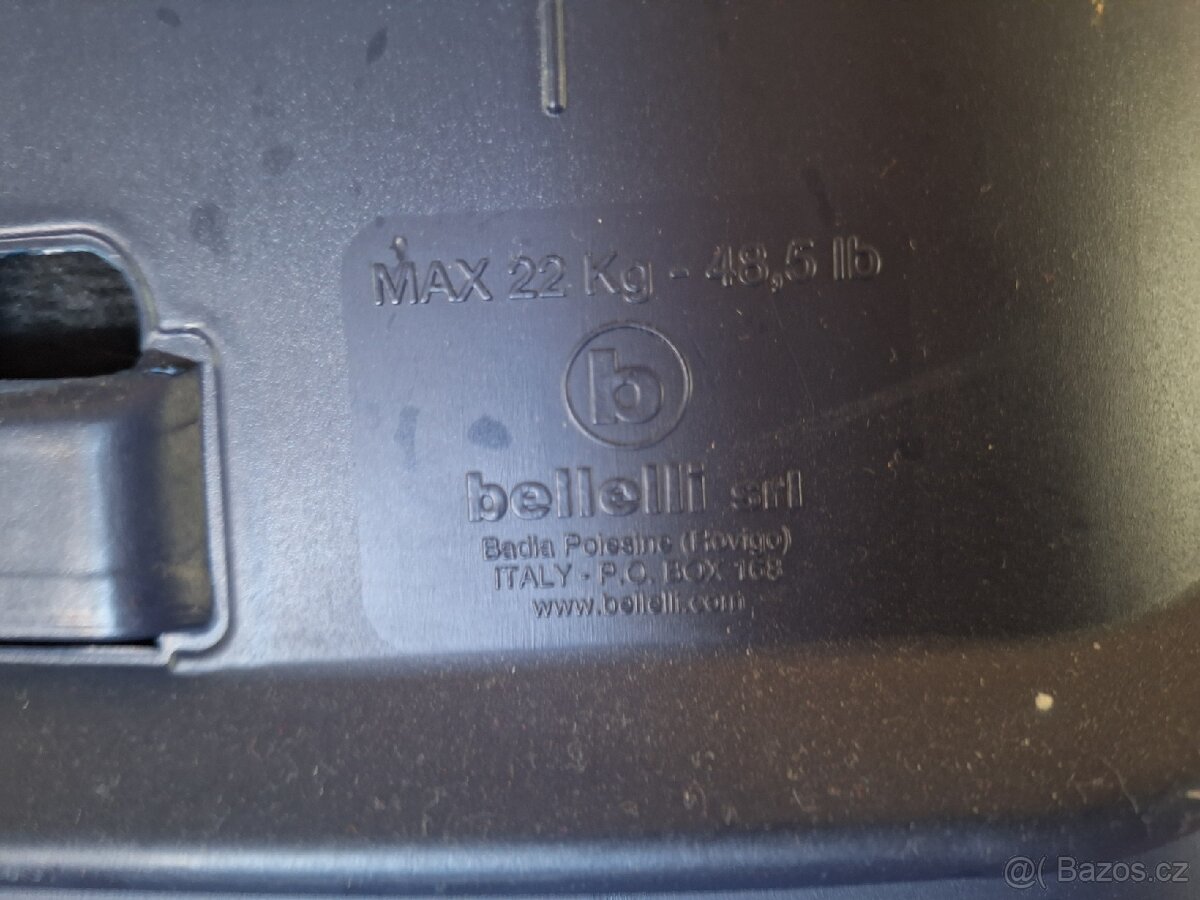 MAX 22 Kg - 48,5 lb
b
bellelli srl
Badia Polesine (Rovigo)
ITALY - P.O. BOX 168
www.bellelli.com
@( Bazos.cz